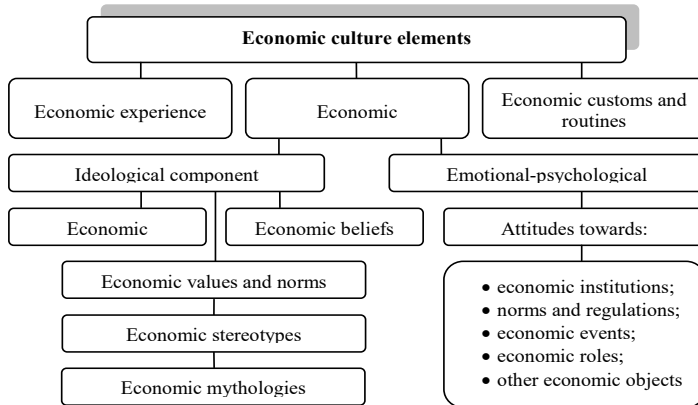 Economic culture elements
Economic experience
Economic
Economic customs and
routines
Ideological component
Emotional-psychological
Economic
Economic beliefs
Attitudes towards:
Economic values and norms
Economic stereotypes
Economic mythologies
• economic institutions;
• norms and regulations;
• economic events;
• economic roles;
• other economic objects